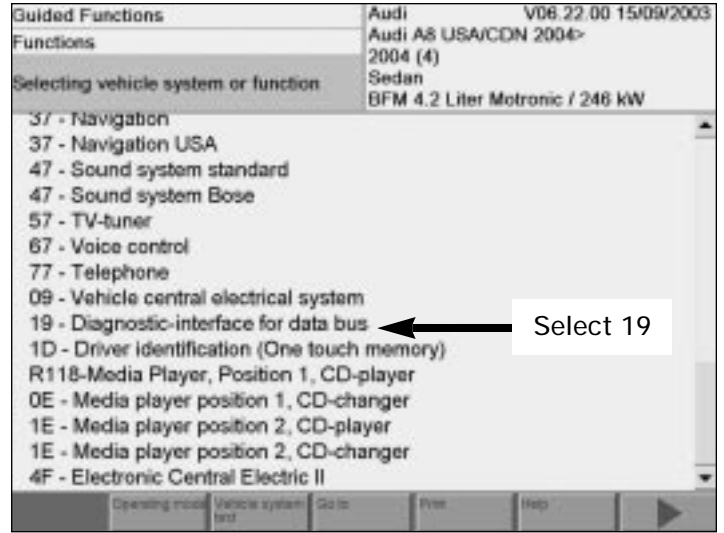 Guided Functions
Functions
Selecting vehicle system or function
Audi V06.22.00 15/09/2003
Audi A8 USA/CDN 2004>
2004 (4)
Sedan
BFM 4.2 Liter Motronic / 246 kW
37 - Navigation
37 - Navigation USA
47 - Sound system standard
47 - Sound system Bose
57 - TV-tuner
67 - Voice control
77 - Telephone
09 - Vehicle central electrical system
19 - Diagnostic-interface for data bus
Select 19
1D - Driver identification (One touch memory)
R118-Media Player, Position 1, CD-player
0E - Media player position 1, CD-changer
1E - Media player position 2, CD-player
1E - Media player position 2, CD-changer
4F - Electronic Central Electric II
Operating mode
Vehicle system
test
Go to
Print
Help